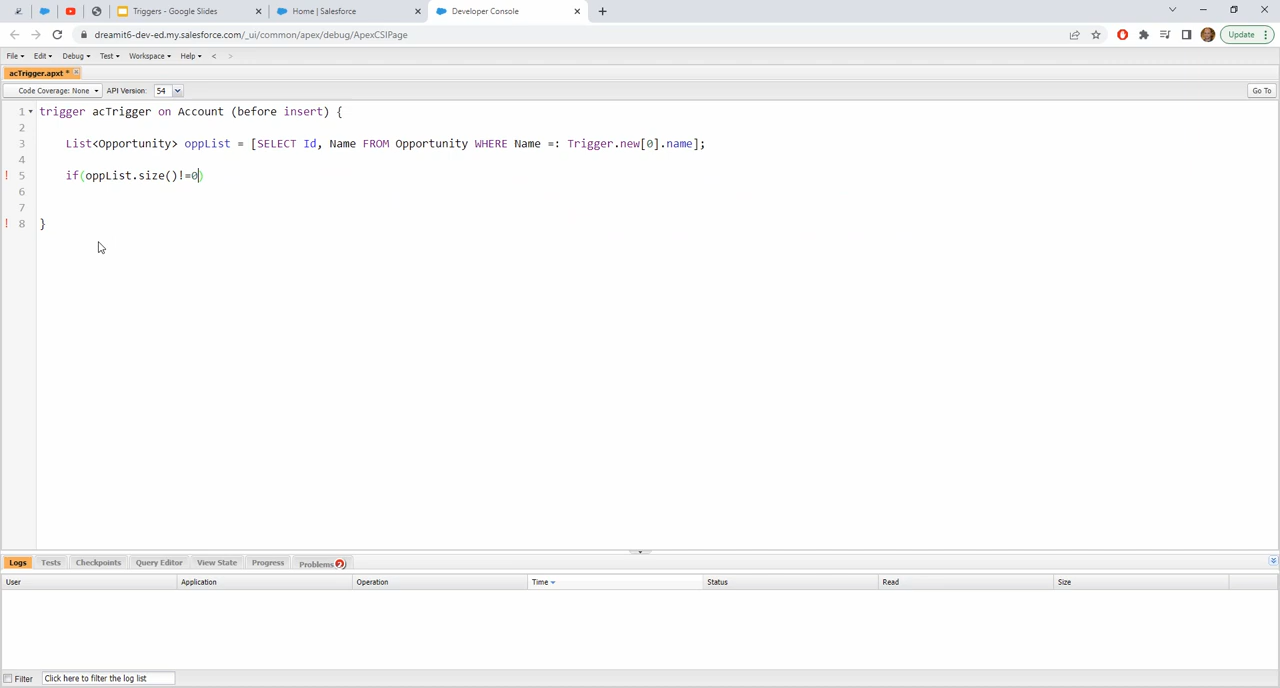 Triggers - Google Slides
Home | Salesforce
Developer Console
dreamit6-dev-ed.my.salesforce.com/_ui/common/apex/debug/ApexCSIPage
Update
File Edit Debug Test Workspace Help < >
acTrigger.apxt *
Code Coverage: None API Version: 54 Go To
1 trigger acTrigger on Account (before insert) {
2
3 List<Opportunity> oppList = [SELECT Id, Name FROM Opportunity WHERE Name =: Trigger.new[0].name];
4
! 5 if(oppList.size()!=0)
6
7
! 8 }
Logs Tests Checkpoints Query Editor View State Progress Problems 2
User Application Operation Time Status Read Size
Filter Click here to filter the log list